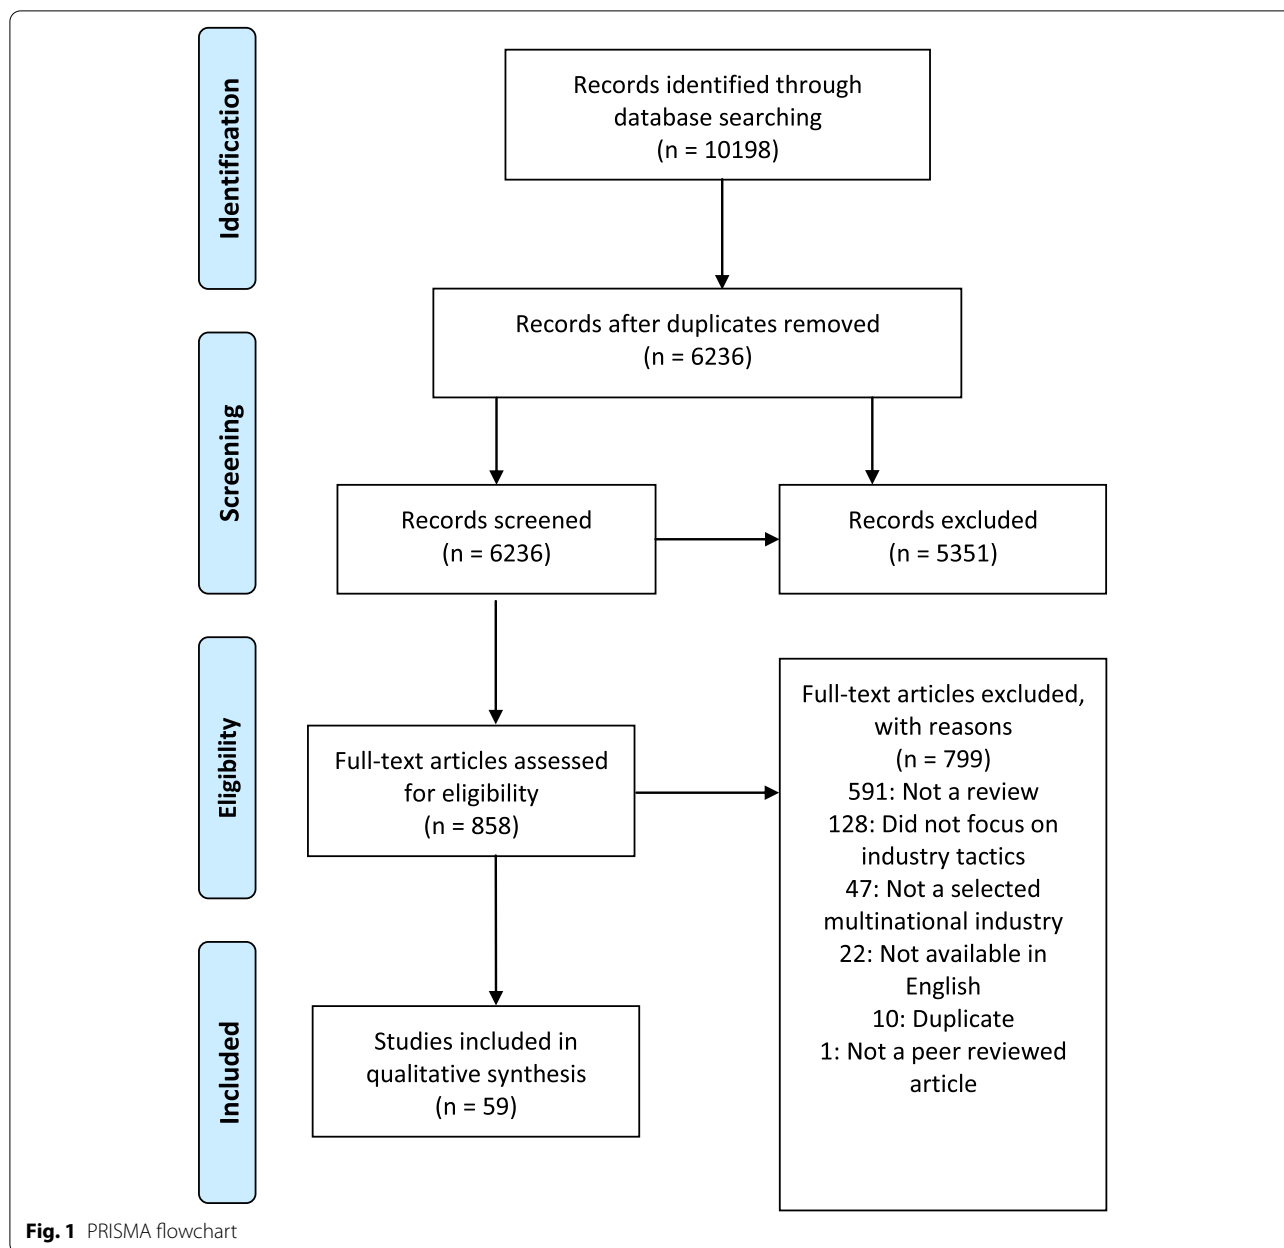 Identification
Records identified through
database searching
(n = 10198)
Records after duplicates removed
(n = 6236)
Screening
Records screened
(n = 6236)
Records excluded
(n = 5351)
Eligibility
Full-text articles assessed
for eligibility
(n = 858)
Full-text articles excluded,
with reasons
(n = 799)
591: Not a review
128: Did not focus on
industry tactics
47: Not a selected
multinational industry
22: Not available in
English
10: Duplicate
1: Not a peer reviewed
article
Included
Studies included in
qualitative synthesis
(n = 59)
Fig. 1 PRISMA flowchart